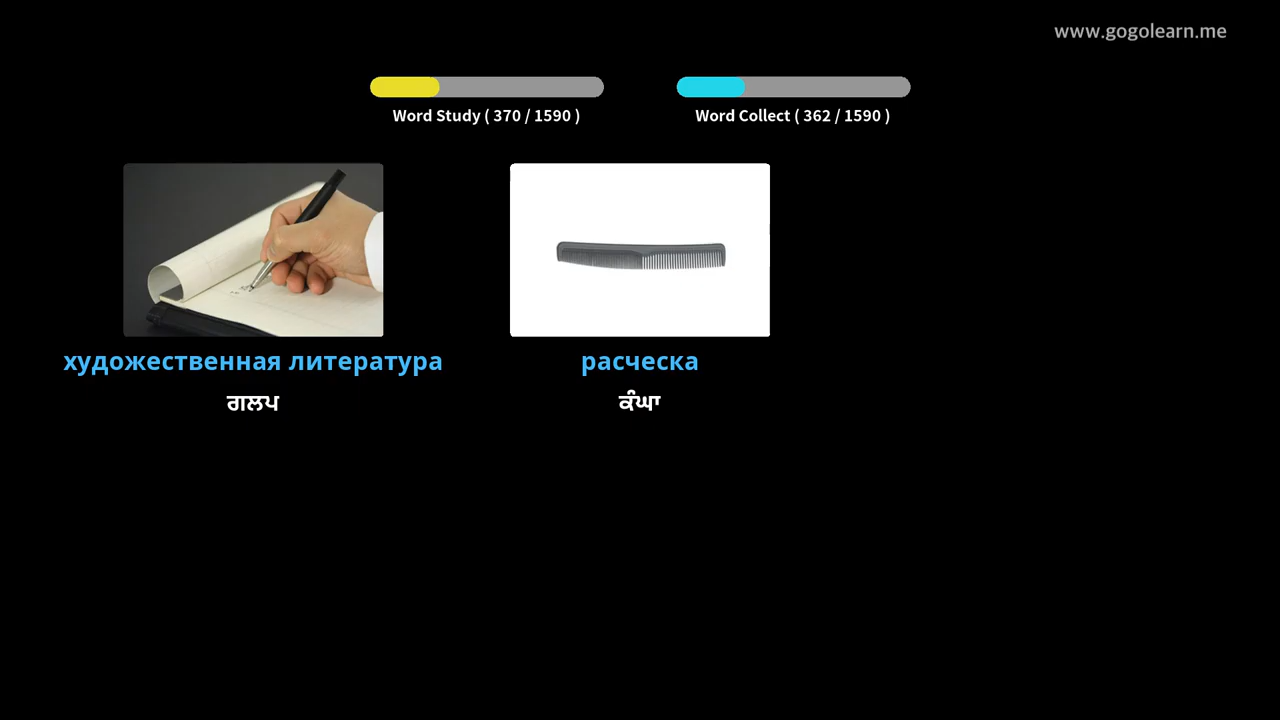 www.gogolearn.me
Word Study ( 370 / 1590 )
Word Collect ( 362 / 1590 )
художественная литература
ਗਲਪ
расческа
ਕੰਘਾ